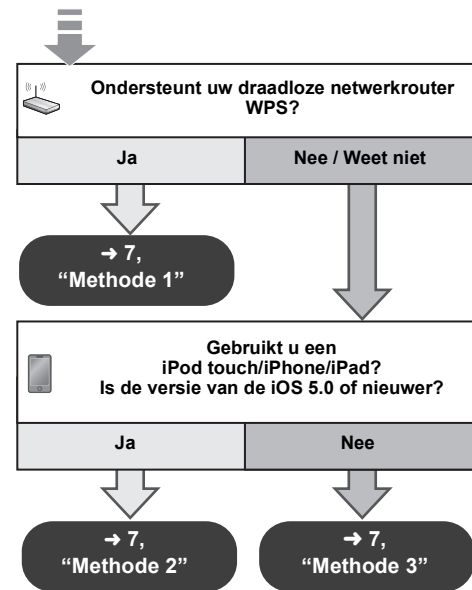 Ondersteunt uw draadloze netwerkrouter
WPS?
Ja
Nee / Weet niet
➔ 7,
“Methode 1”
Gebruikt u een
iPod touch/iPhone/iPad?
Is de versie van de iOS 5.0 of nieuwer?
Ja
Nee
➔ 7,
“Methode 2”
➔ 7,
“Methode 3”